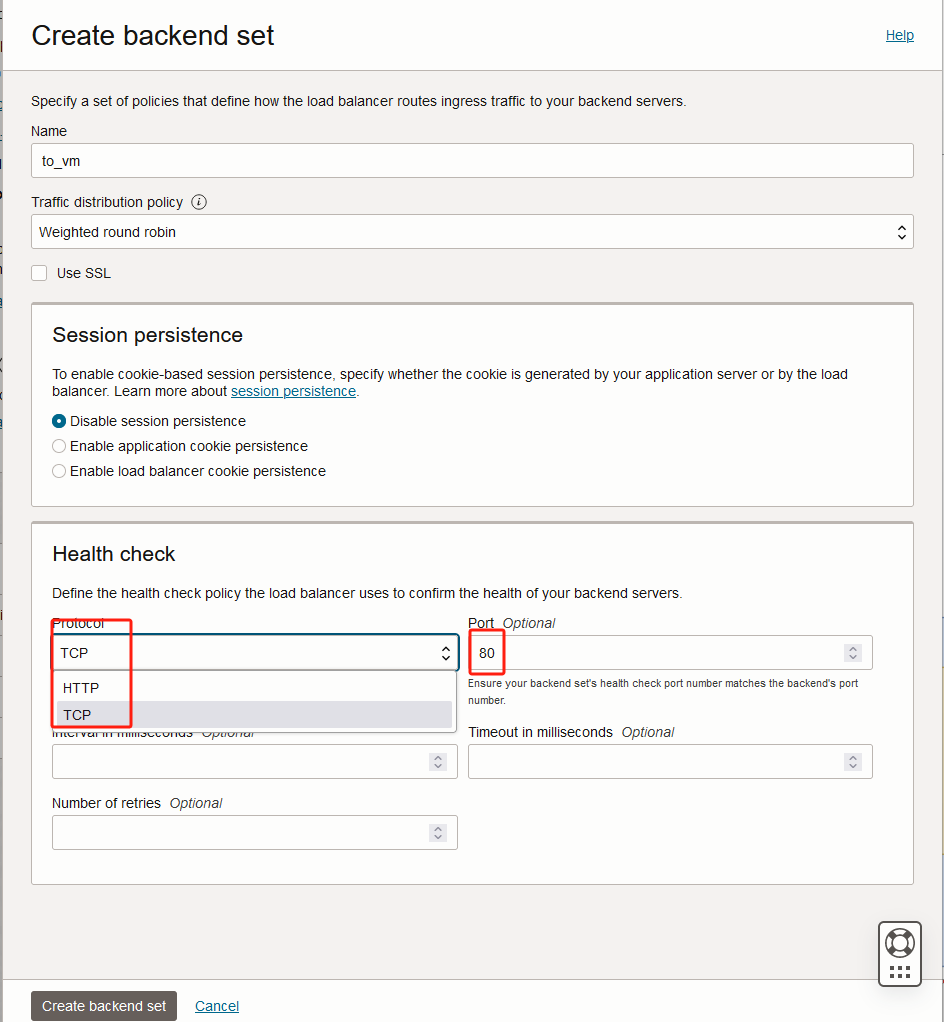 Create backend set
Help
Specify a set of policies that define how the load balancer routes ingress traffic to your backend servers.
Name
to_vm
Traffic distribution policy i
Weighted round robin
Use SSL
Session persistence
To enable cookie-based session persistence, specify whether the cookie is generated by your application server or by the load
balancer. Learn more about session persistence.
Disable session persistence
Enable application cookie persistence
Enable load balancer cookie persistence
Health check
Define the health check policy the load balancer uses to confirm the health of your backend servers.
Protocol
Port Optional
TCP
80
HTTP
TCP
Ensure your backend set's health check port number matches the backend's port
number.
Interval in milliseconds Optional
Timeout in milliseconds Optional
Number of retries Optional
Create backend set
Cancel